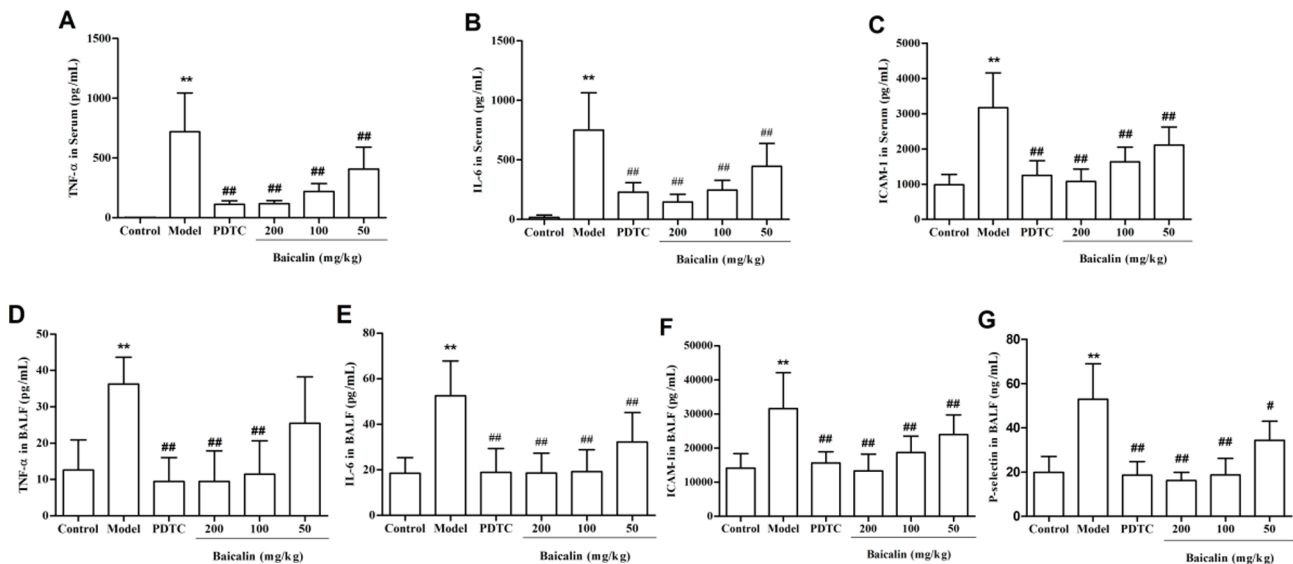 A
TNF-α in Serum (pg/mL)
1500
1000
500
0
**
##
##
##
##
Control Model PDTC 200 100 50
Baicalin (mg/kg)
B
IL-6 in Serum (pg/mL)
1500
1000
500
0
**
##
##
##
##
Control Model PDTC 200 100 50
Baicalin (mg/kg)
C
ICAM-1 in Serum (pg/mL)
5000
4000
3000
2000
1000
0
**
##
##
##
##
Control Model PDTC 200 100 50
Baicalin (mg/kg)
D
TNF-α in BALF (pg/mL)
50
40
30
20
10
0
**
##
##
##
Control Model PDTC 200 100 50
Baicalin (mg/kg)
E
IL-6 in BALF (pg/mL)
80
60
40
20
0
**
##
##
##
##
Control Model PDTC 200 100 50
Baicalin (mg/kg)
F
ICAM-1in BALF (pg/mL)
50000
40000
30000
20000
10000
0
**
##
##
##
##
Control Model PDTC 200 100 50
Baicalin (mg/kg)
G
P-selectin in BALF (ng/mL)
80
60
40
20
0
**
##
##
##
#
Control Model PDTC 200 100 50
Baicalin (mg/kg)